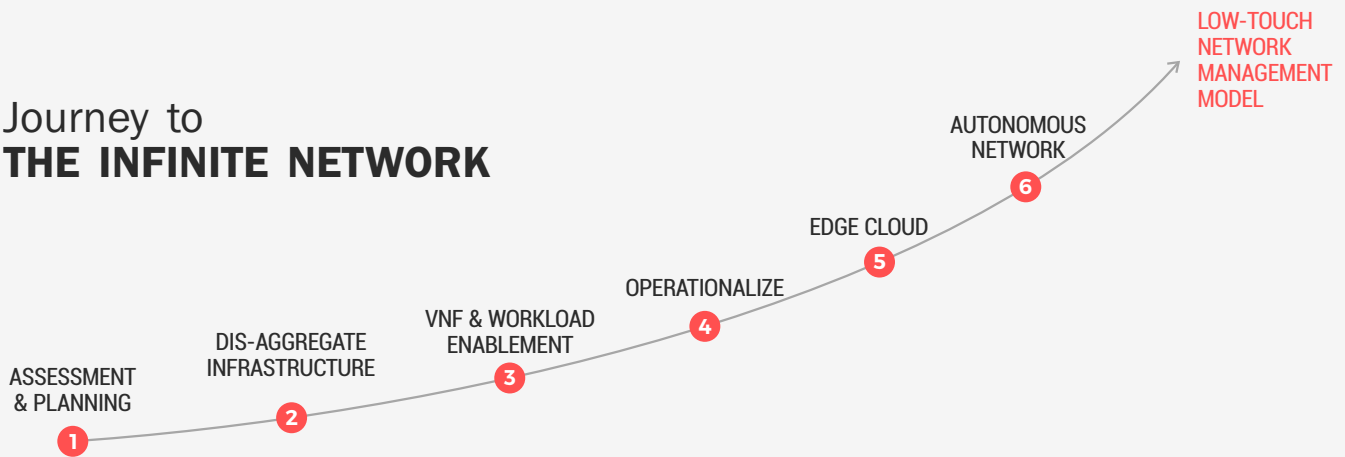 Journey to
THE INFINITE NETWORK
ASSESSMENT
& PLANNING
1
DIS-AGGREGATE
INFRASTRUCTURE
2
VNF & WORKLOAD
ENABLEMENT
3
OPERATIONALIZE
4
EDGE CLOUD
5
AUTONOMOUS
NETWORK
6
LOW-TOUCH
NETWORK
MANAGEMENT
MODEL